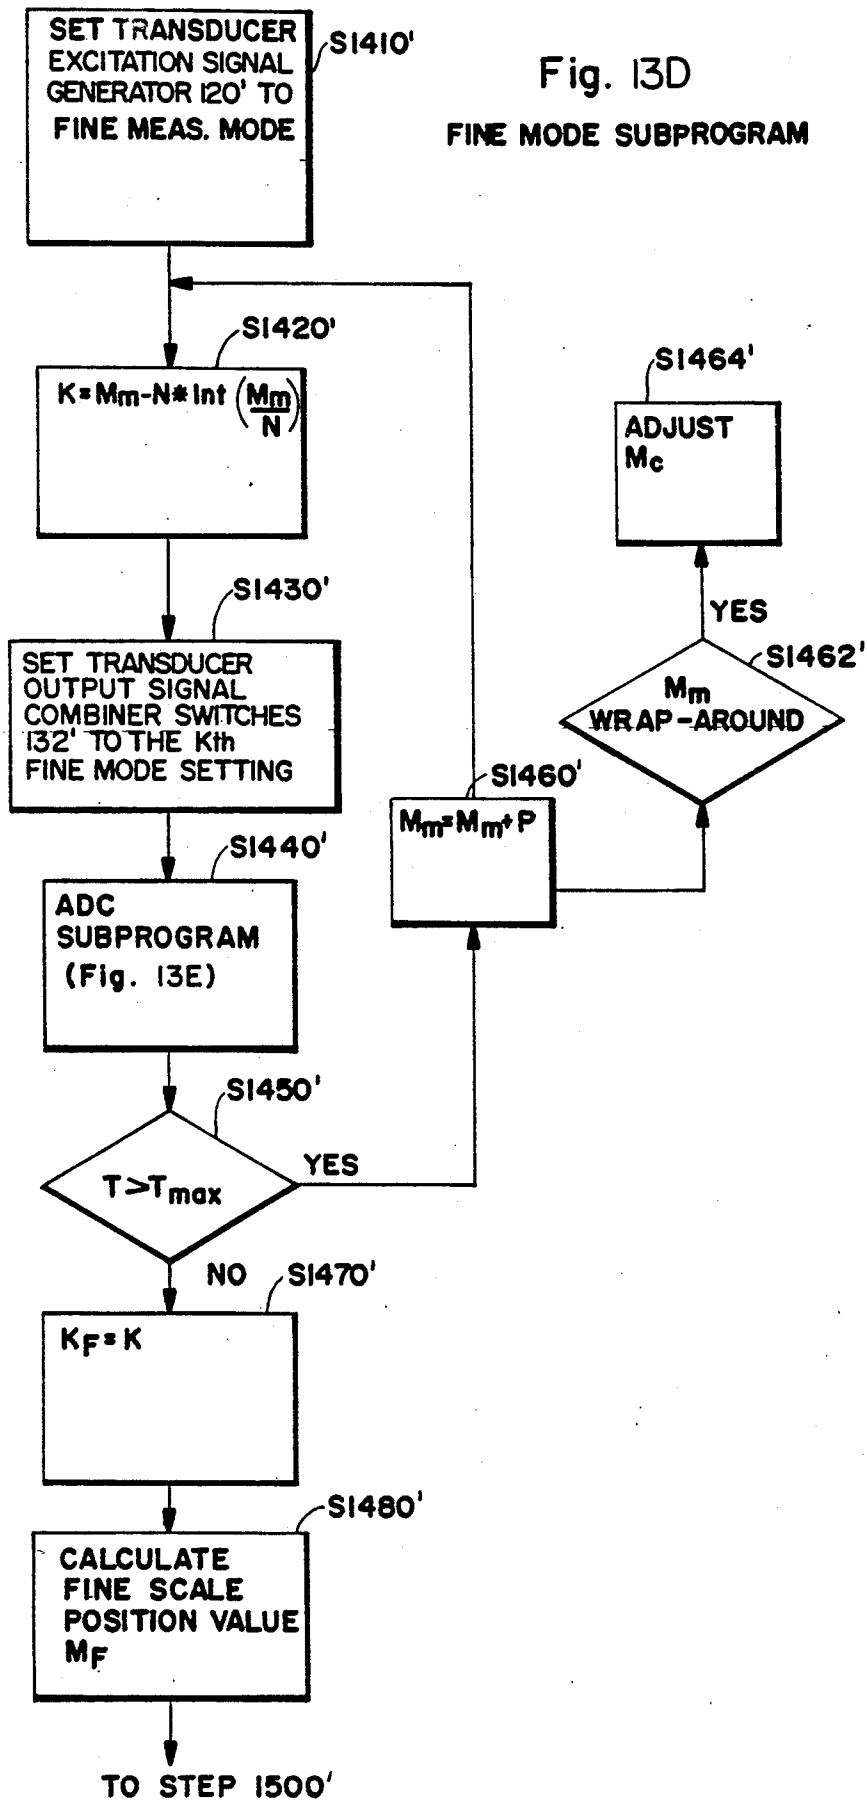 SET TRANSDUCER
EXCITATION SIGNAL
GENERATOR 120' TO
FINE MEAS. MODE
S1410'
Fig. 13D
FINE MODE SUBPROGRAM
S1420'
K=Mm-N*Int(Mm/N)
S1430'
SET TRANSDUCER
OUTPUT SIGNAL
COMBINER SWITCHES
132' TO THE Kth
FINE MODE SETTING
S1440'
ADC
SUBPROGRAM
(Fig. 13E)
S1450'
T>Tmax
YES
NO
S1460'
Mm=Mm+P
S1462'
Mm
WRAP-AROUND
YES
S1464'
ADJUST
Mc
S1470'
KF=K
S1480'
CALCULATE
FINE SCALE
POSITION VALUE
MF
TO STEP 1500'